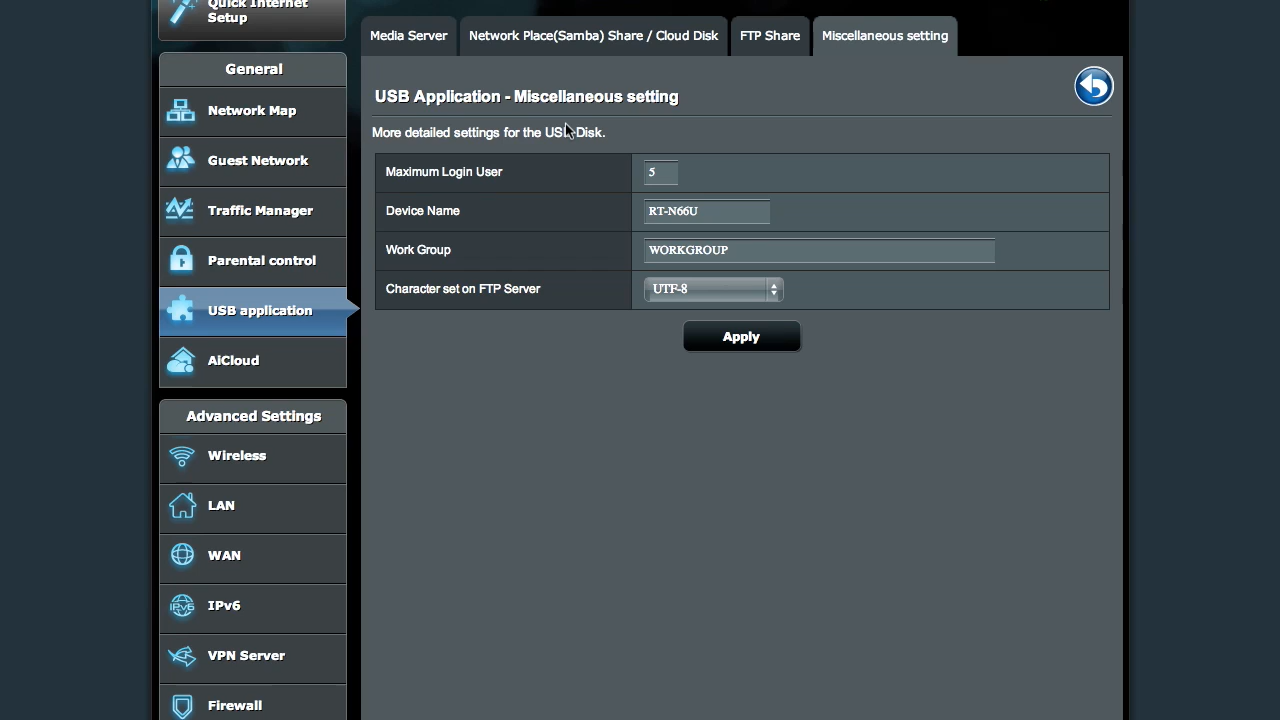 Quick Internet
Setup
General
Network Map
Guest Network
Traffic Manager
Parental control
USB application
AiCloud
Advanced Settings
Wireless
LAN
WAN
IPv6
VPN Server
Firewall
Media Server
Network Place(Samba) Share / Cloud Disk
FTP Share
Miscellaneous setting
USB Application - Miscellaneous setting
More detailed settings for the USB Disk.
Maximum Login User
5
Device Name
RT-N66U
Work Group
WORKGROUP
Character set on FTP Server
UTF-8
Apply